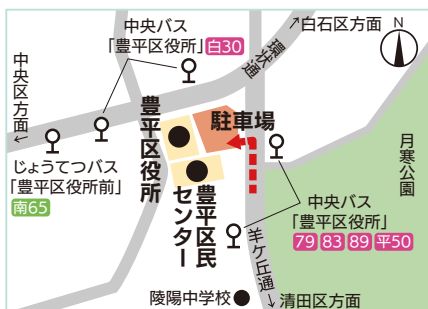 中央バス
「豊平区役所」白30
環状通
↗白石区方面
N
中央区方面
←
じょうてつバス
「豊平区役所前」
南65
豊平区役所
駐車場
豊平区民
センター
月寒公園
中央バス
「豊平区役所」
79 83 89 平50
羊ケ丘通
陵陽中学校
↓清田区方面